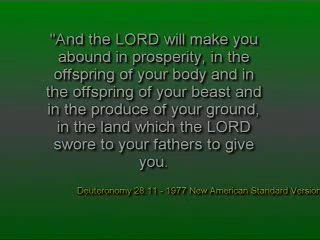 "And the LORD will make you
abound in prosperity, in the
offspring of your body and in
the offspring of your beast and
in the produce of your ground,
in the land which the LORD
swore to your fathers to give
you.
Deuteronomy 28:11 - 1977 New American Standard Version